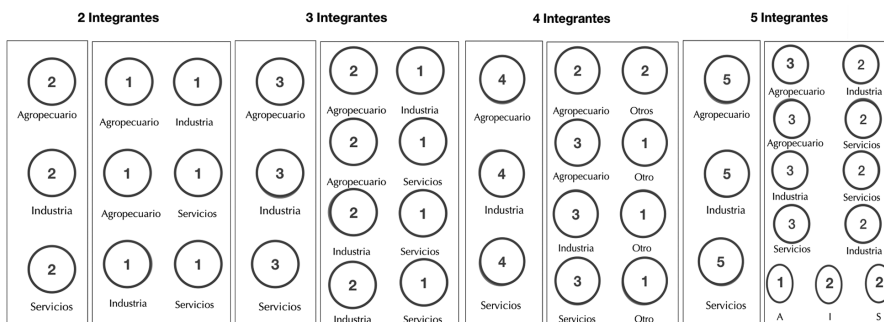 2 Integrantes 3 Integrantes 4 Integrantes 5 Integrantes
2 1 1
Agropecuario Agropecuario Industria
2 1 1
Industria Agropecuario Servicios
2 1 1
Servicios Industria Servicios
3
Agropecuario
3
Industria
3
Servicios
2 1
Agropecuario Industria
2 1
Agropecuario Servicios
2 1
Industria Servicios
2 1
Industria Servicios
4
Agropecuario
4
Industria
4
Servicios
2 2
Agropecuario Otros
3 1
Agropecuario Otro
3 1
Industria Otro
3 1
Servicios Otro
5
Agropecuario
5
Industria
5
Servicios
3 2
Agropecuario Industria
3 2
Agropecuario Servicios
3 2
Industria Servicios
3 2
Servicios Industria
1 2 2
A I S